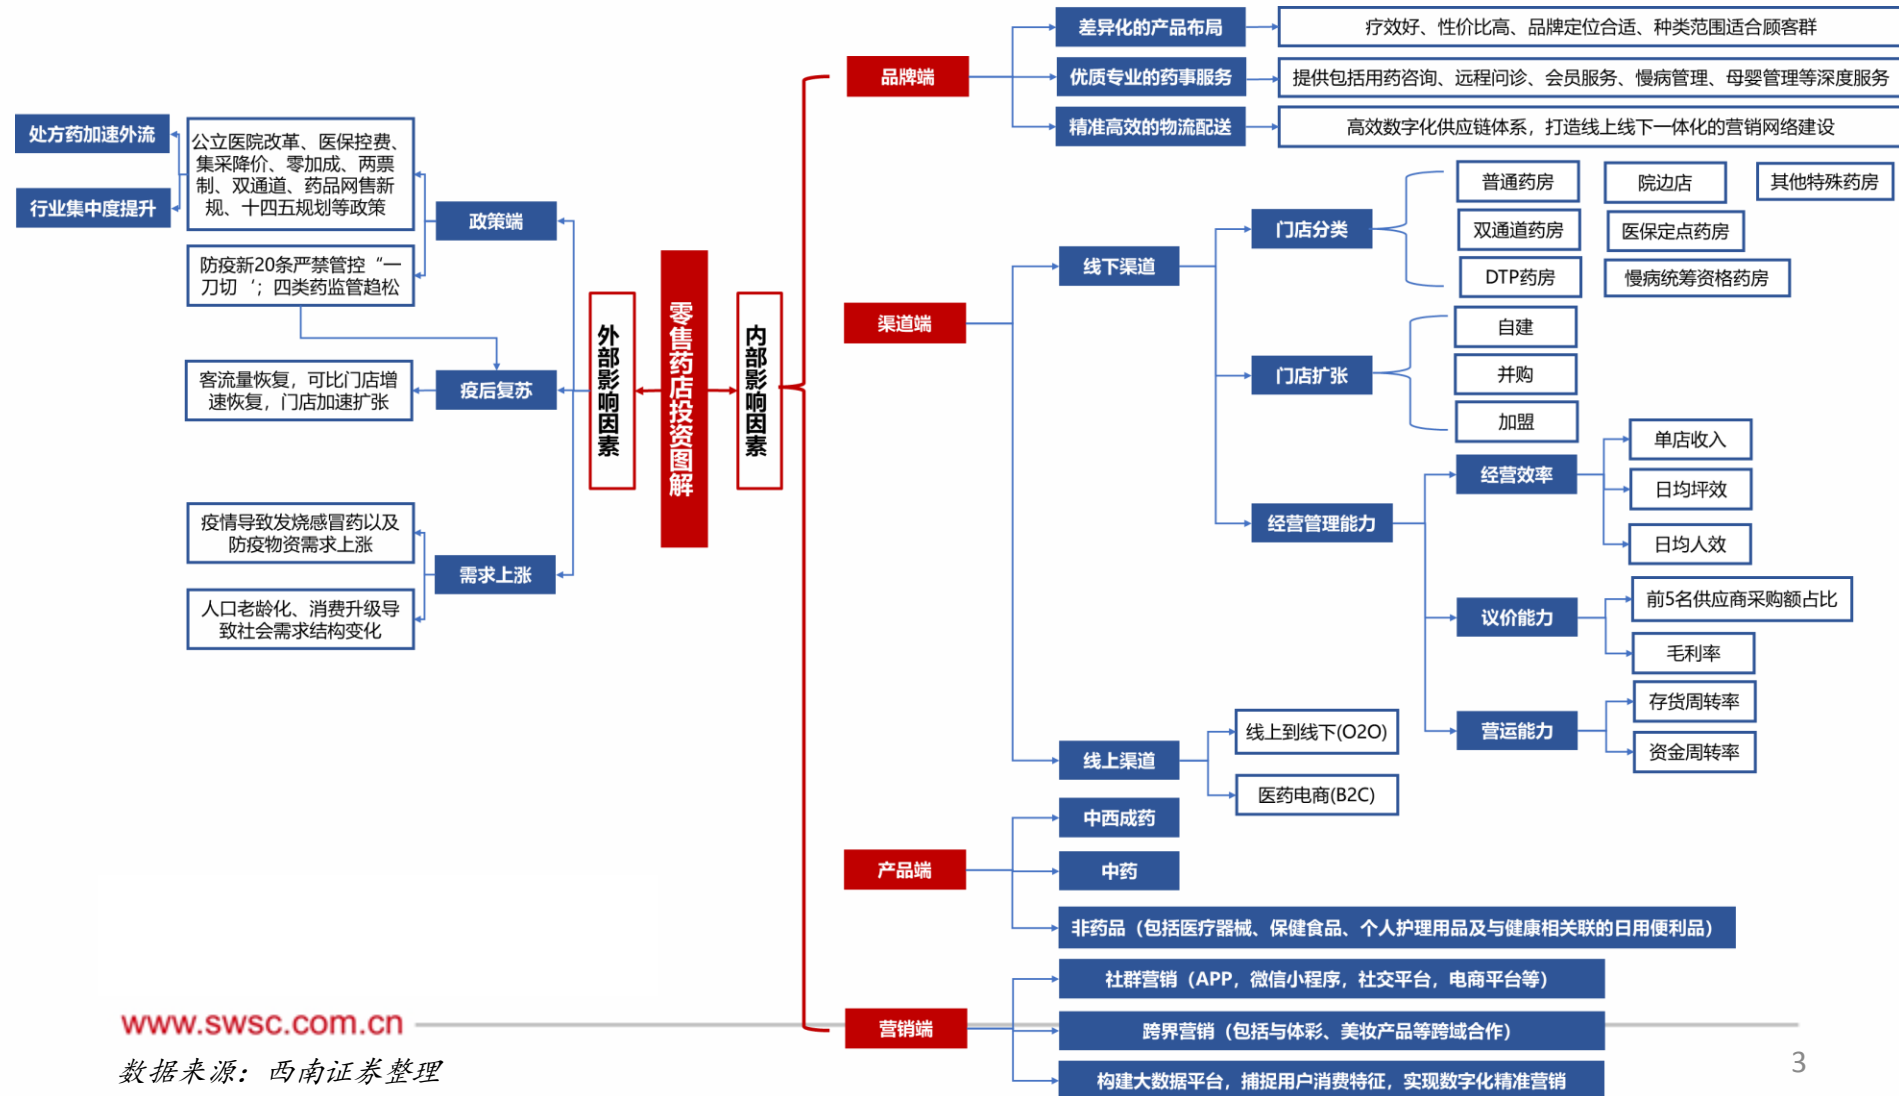 零售药店投资图解
外部影响因素
政策端
公立医院改革、医保控费、
集采降价、零加成、两票
制、双通道、药品网售新
规、十四五规划等政策
处方药加速外流
行业集中度提升
防疫新20条严禁管控“一
刀切‘；四类药监管趋松
疫后复苏
客流量恢复，可比门店增
速恢复，门店加速扩张
需求上涨
疫情导致发烧感冒药以及
防疫物资需求上涨
人口老龄化、消费升级导
致社会需求结构变化
内部影响因素
品牌端
差异化的产品布局
疗效好、性价比高、品牌定位合适、种类范围适合顾客群
优质专业的药事服务
提供包括用药咨询、远程问诊、会员服务、慢病管理、母婴管理等深度服务
精准高效的物流配送
高效数字化供应链体系，打造线上线下一体化的营销网络建设
渠道端
线下渠道
门店分类
普通药房
院边店
其他特殊药房
双通道药房
医保定点药房
DTP药房
慢病统筹资格药房
门店扩张
自建
并购
加盟
经营管理能力
经营效率
单店收入
日均坪效
日均人效
议价能力
前5名供应商采购额占比
毛利率
营运能力
存货周转率
资金周转率
线上渠道
线上到线下(O2O)
医药电商(B2C)
产品端
中西成药
中药
非药品（包括医疗器械、保健食品、个人护理用品及与健康相关联的日用便利品）
营销端
社群营销（APP，微信小程序，社交平台，电商平台等）
跨界营销（包括与体彩、美妆产品等跨域合作）
构建大数据平台，捕捉用户消费特征，实现数字化精准营销
www.swsc.com.cn
数据来源：西南证券整理
3